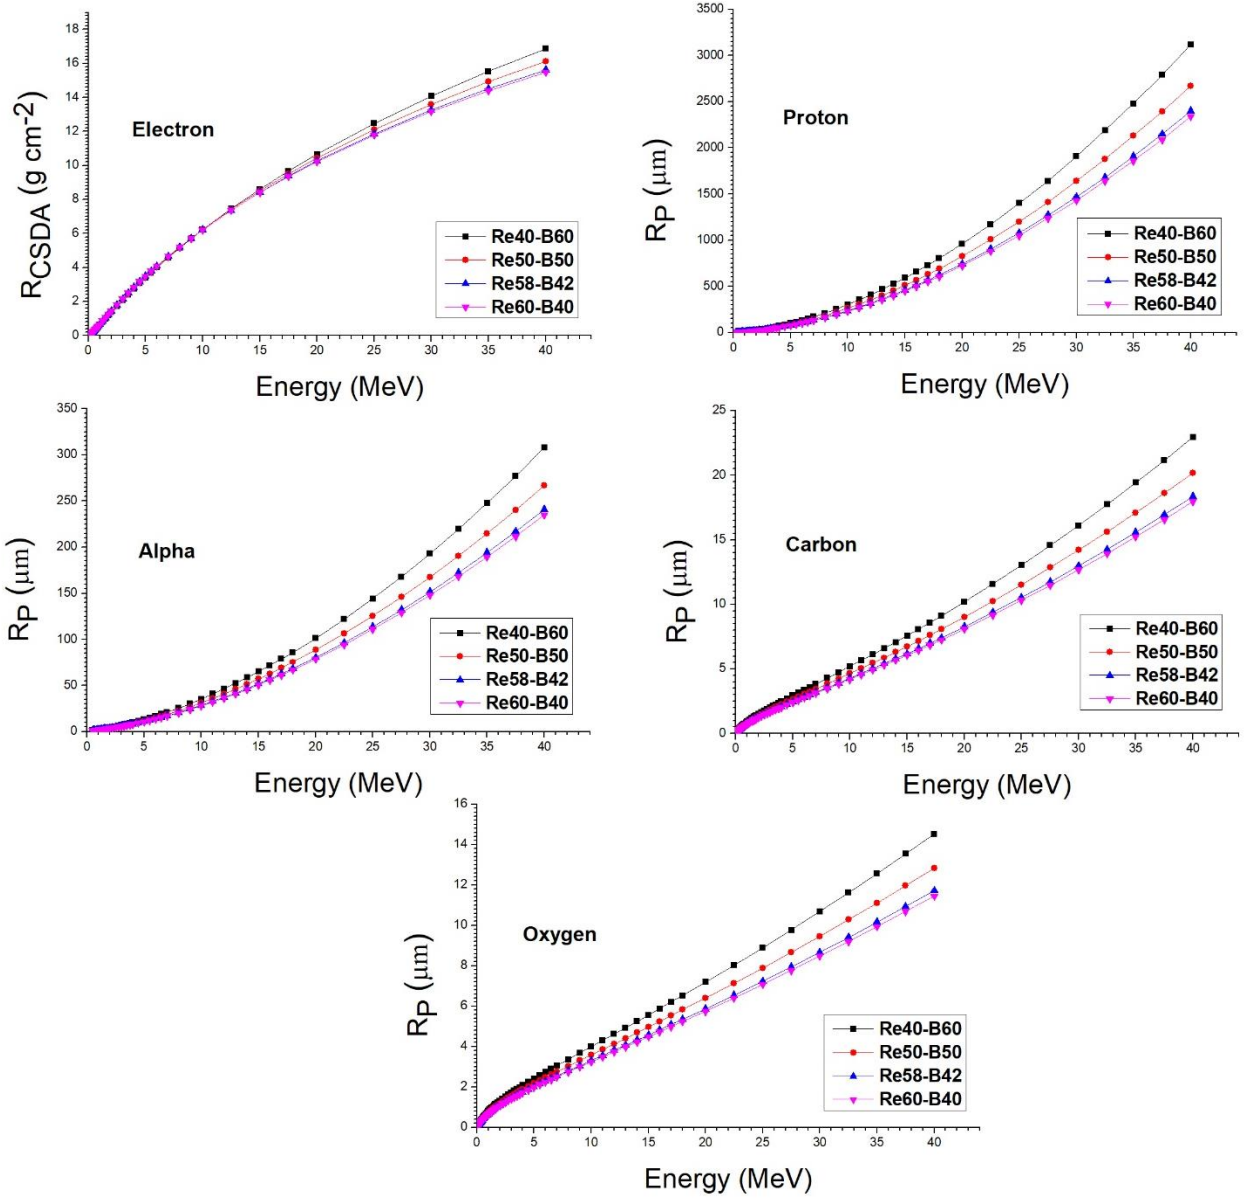 18
16
14
12
10
8
6
4
2
0
R_CSDA (g cm⁻²)
Electron
Re40-B60
Re50-B50
Re58-B42
Re60-B40
0 5 10 15 20 25 30 35 40
Energy (MeV)
3500
3000
2500
2000
1500
1000
500
0
R_P (μm)
Proton
Re40-B60
Re50-B50
Re58-B42
Re60-B40
0 5 10 15 20 25 30 35 40
Energy (MeV)
350
300
250
200
150
100
50
0
R_P (μm)
Alpha
Re40-B60
Re50-B50
Re58-B42
Re60-B40
0 5 10 15 20 25 30 35 40
Energy (MeV)
25
20
15
10
5
0
R_P (μm)
Carbon
Re40-B60
Re50-B50
Re58-B42
Re60-B40
0 5 10 15 20 25 30 35 40
Energy (MeV)
16
14
12
10
8
6
4
2
0
R_P (μm)
Oxygen
Re40-B60
Re50-B50
Re58-B42
Re60-B40
0 5 10 15 20 25 30 35 40
Energy (MeV)